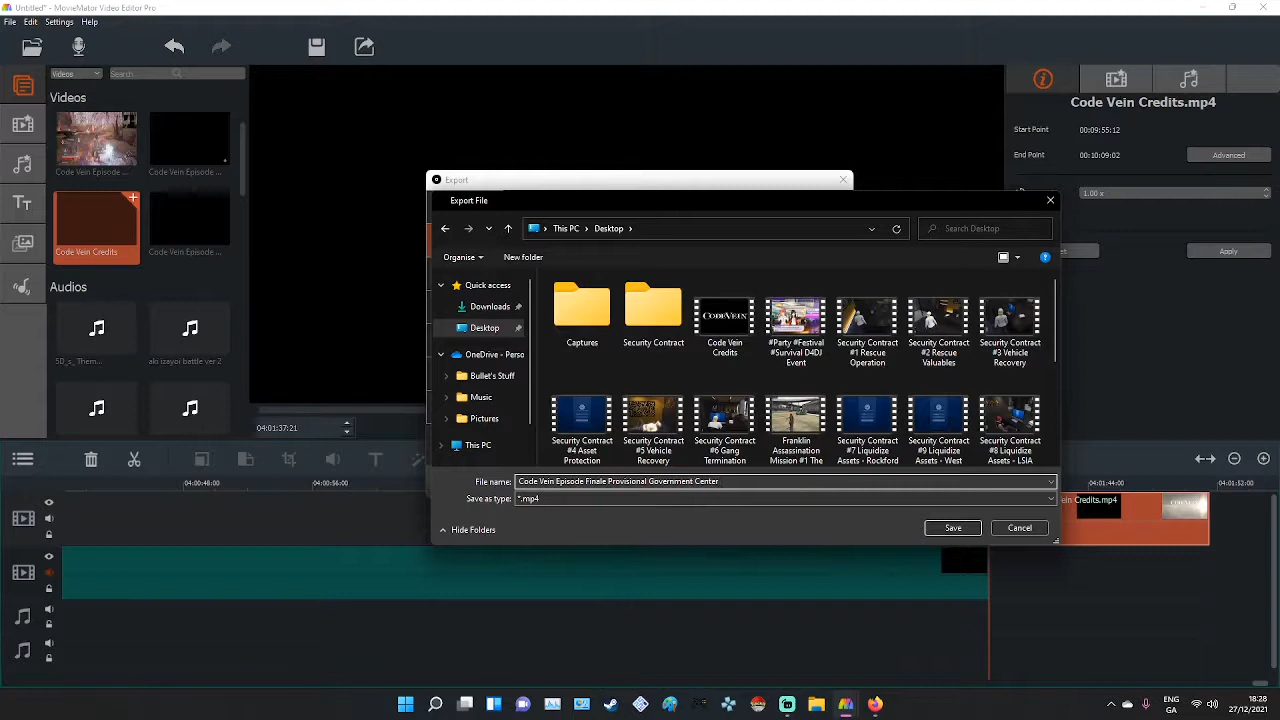 Untitled* - MovieMator Video Editor Pro
File Edit Settings Help
Videos
Search
Code Vein Credits.mp4
Videos
Start Point 00:09:55:12
End Point 00:10:09:02
Advanced
Export
Code Vein Episode ...
Code Vein Episode ...
1.00 x
Export File
This PC > Desktop >
Search Desktop
Code Vein Credits
Code Vein Episode ...
Apply
Organise New folder
Quick access
Downloads
Desktop
OneDrive - Perso
Bullet's Stuff
Music
Pictures
This PC
Captures
Security Contract
CODE VEIN
Code Vein
Credits
#Party #Festival
#Survival D4DJ
Event
Security Contract
#1 Rescue
Operation
Security Contract
#2 Rescue
Valuables
Security Contract
#3 Vehicle
Recovery
Security Contract
#4 Asset
Protection
Security Contract
#5 Vehicle
Recovery
Security Contract
#6 Gang
Termination
Franklin
Assassination
Mission #1 The
Security Contract
#7 Liquidize
Assets - Rockford
Security Contract
#9 Liquidize
Assets - West
Security Contract
#8 Liquidize
Assets - LSIA
Audios
5D_s_Them...
alo izayoi battle ver.2
04:01:37:21
File name: Code Vein Episode Finale Provisional Government Center
Save as type: *.mp4
Hide Folders
Save
Cancel
04:00:48:00
04:00:56:00
04:01:44:00
04:01:52:00
ein Credits.mp4
ENG
GA
18:28
27/12/2021